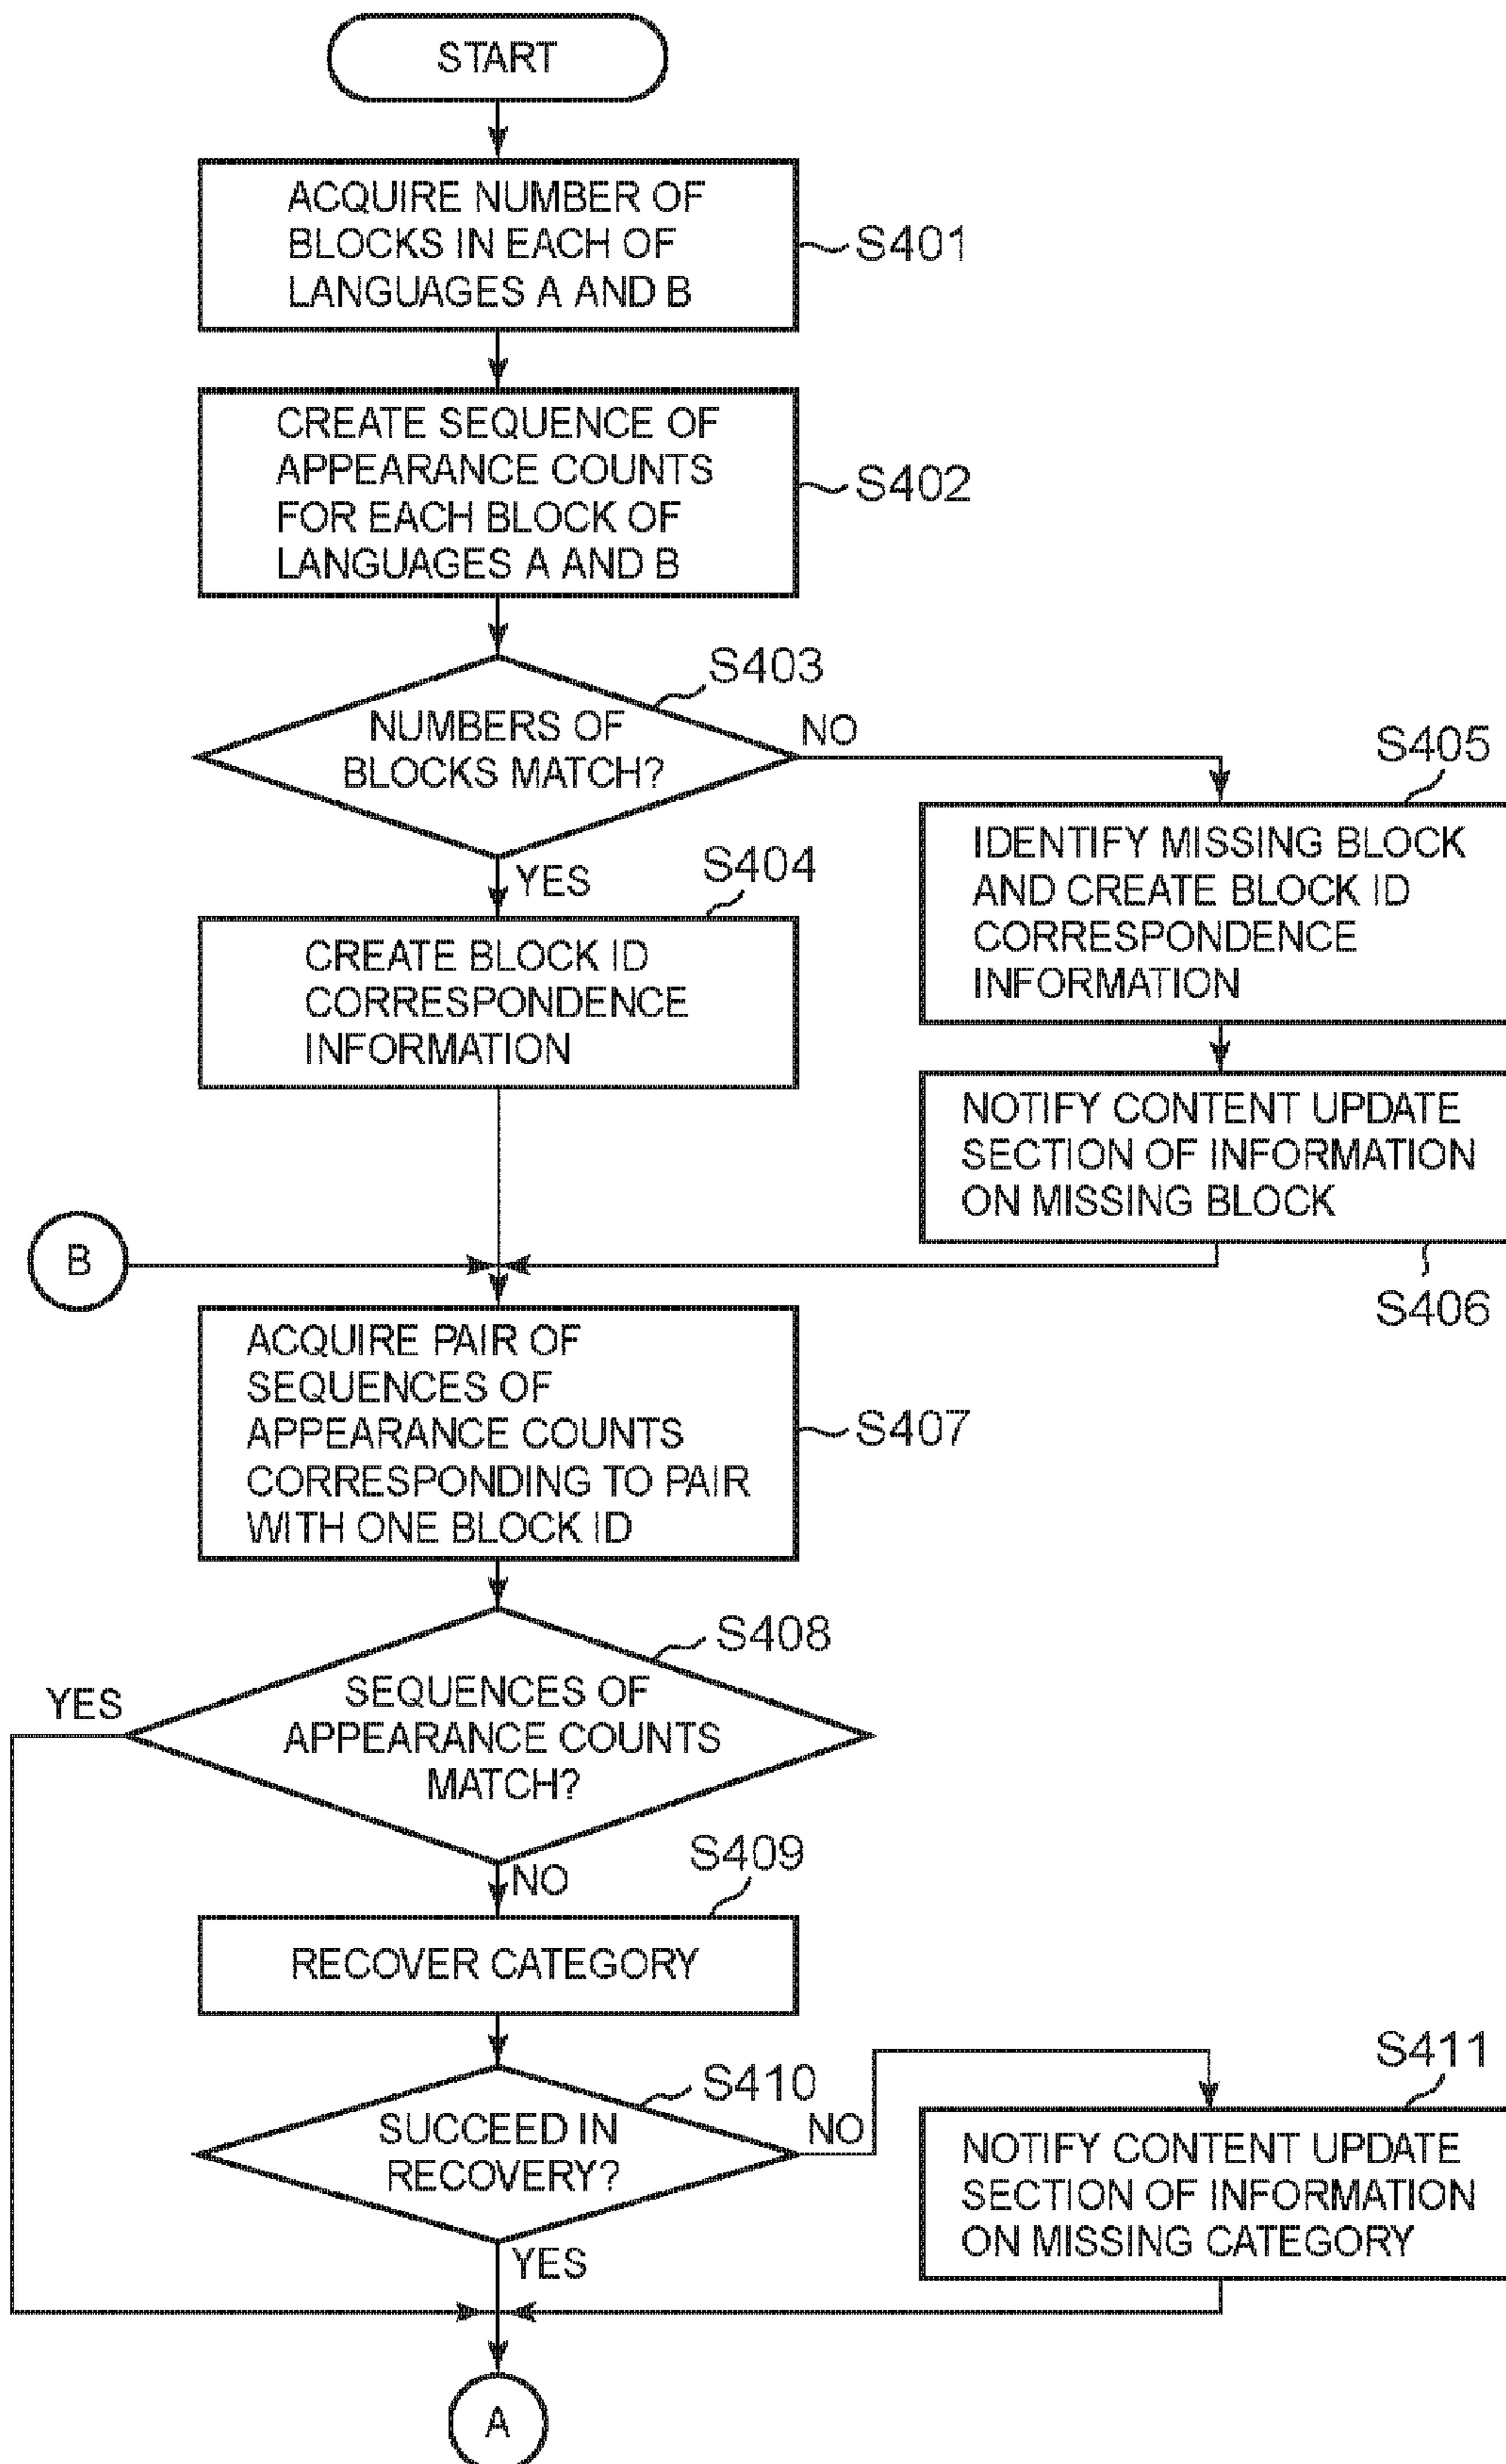 START
ACQUIRE NUMBER OF
BLOCKS IN EACH OF
LANGUAGES A AND B
S401
CREATE SEQUENCE OF
APPEARANCE COUNTS
FOR EACH BLOCK OF
LANGUAGES A AND B
S402
S403
NUMBERS OF
BLOCKS MATCH?
NO
YES
S404
CREATE BLOCK ID
CORRESPONDENCE
INFORMATION
S405
IDENTIFY MISSING BLOCK
AND CREATE BLOCK ID
CORRESPONDENCE
INFORMATION
NOTIFY CONTENT UPDATE
SECTION OF INFORMATION
ON MISSING BLOCK
S406
B
ACQUIRE PAIR OF
SEQUENCES OF
APPEARANCE COUNTS
CORRESPONDING TO PAIR
WITH ONE BLOCK ID
S407
S408
SEQUENCES OF
APPEARANCE COUNTS
MATCH?
YES
NO
S409
RECOVER CATEGORY
S410
SUCCEED IN
RECOVERY?
NO
YES
S411
NOTIFY CONTENT UPDATE
SECTION OF INFORMATION
ON MISSING CATEGORY
A